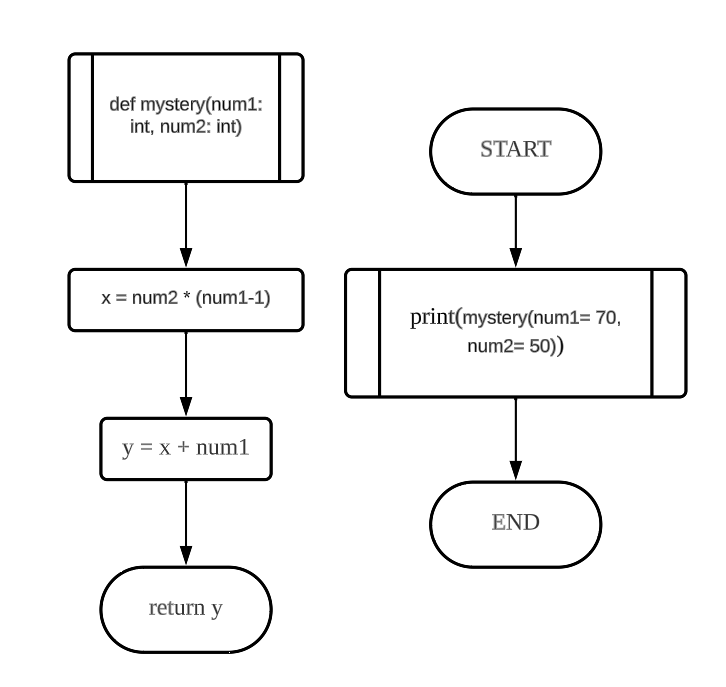 def mystery(num1:
int, num2: int)
x = num2 * (num1-1)
y = x + num1
return y
START
print(mystery(num1= 70,
num2= 50))
END